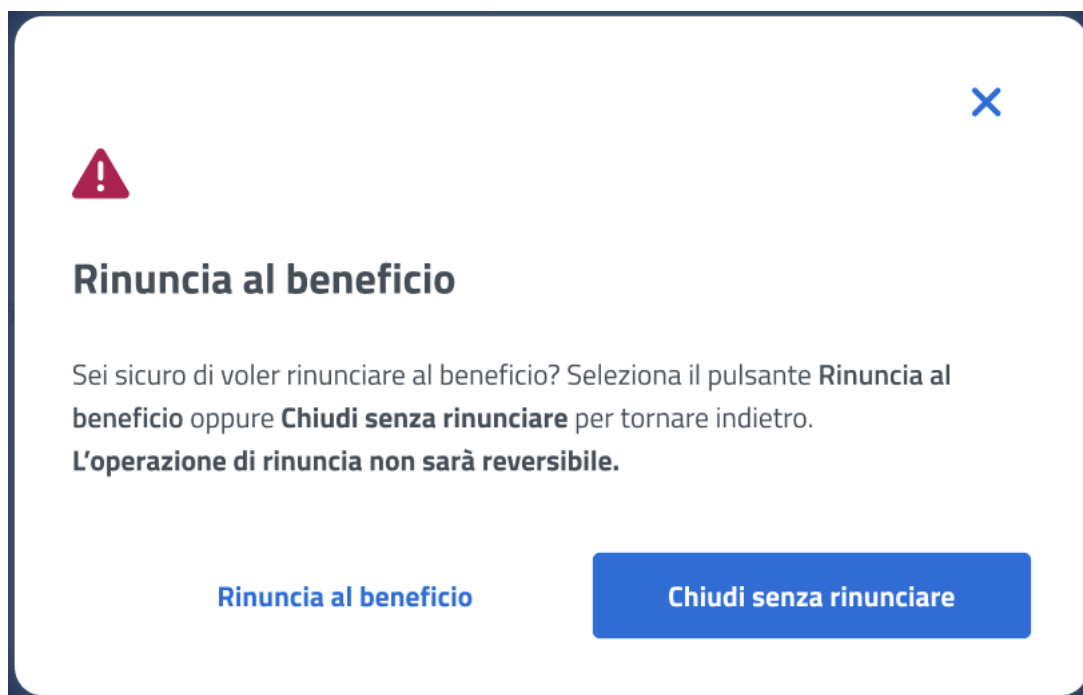 Rinuncia al beneficio
Sei sicuro di voler rinunciare al beneficio? Seleziona il pulsante Rinuncia al
beneficio oppure Chiudi senza rinunciare per tornare indietro.
L’operazione di rinuncia non sarà reversibile.
Rinuncia al beneficio
Chiudi senza rinunciare